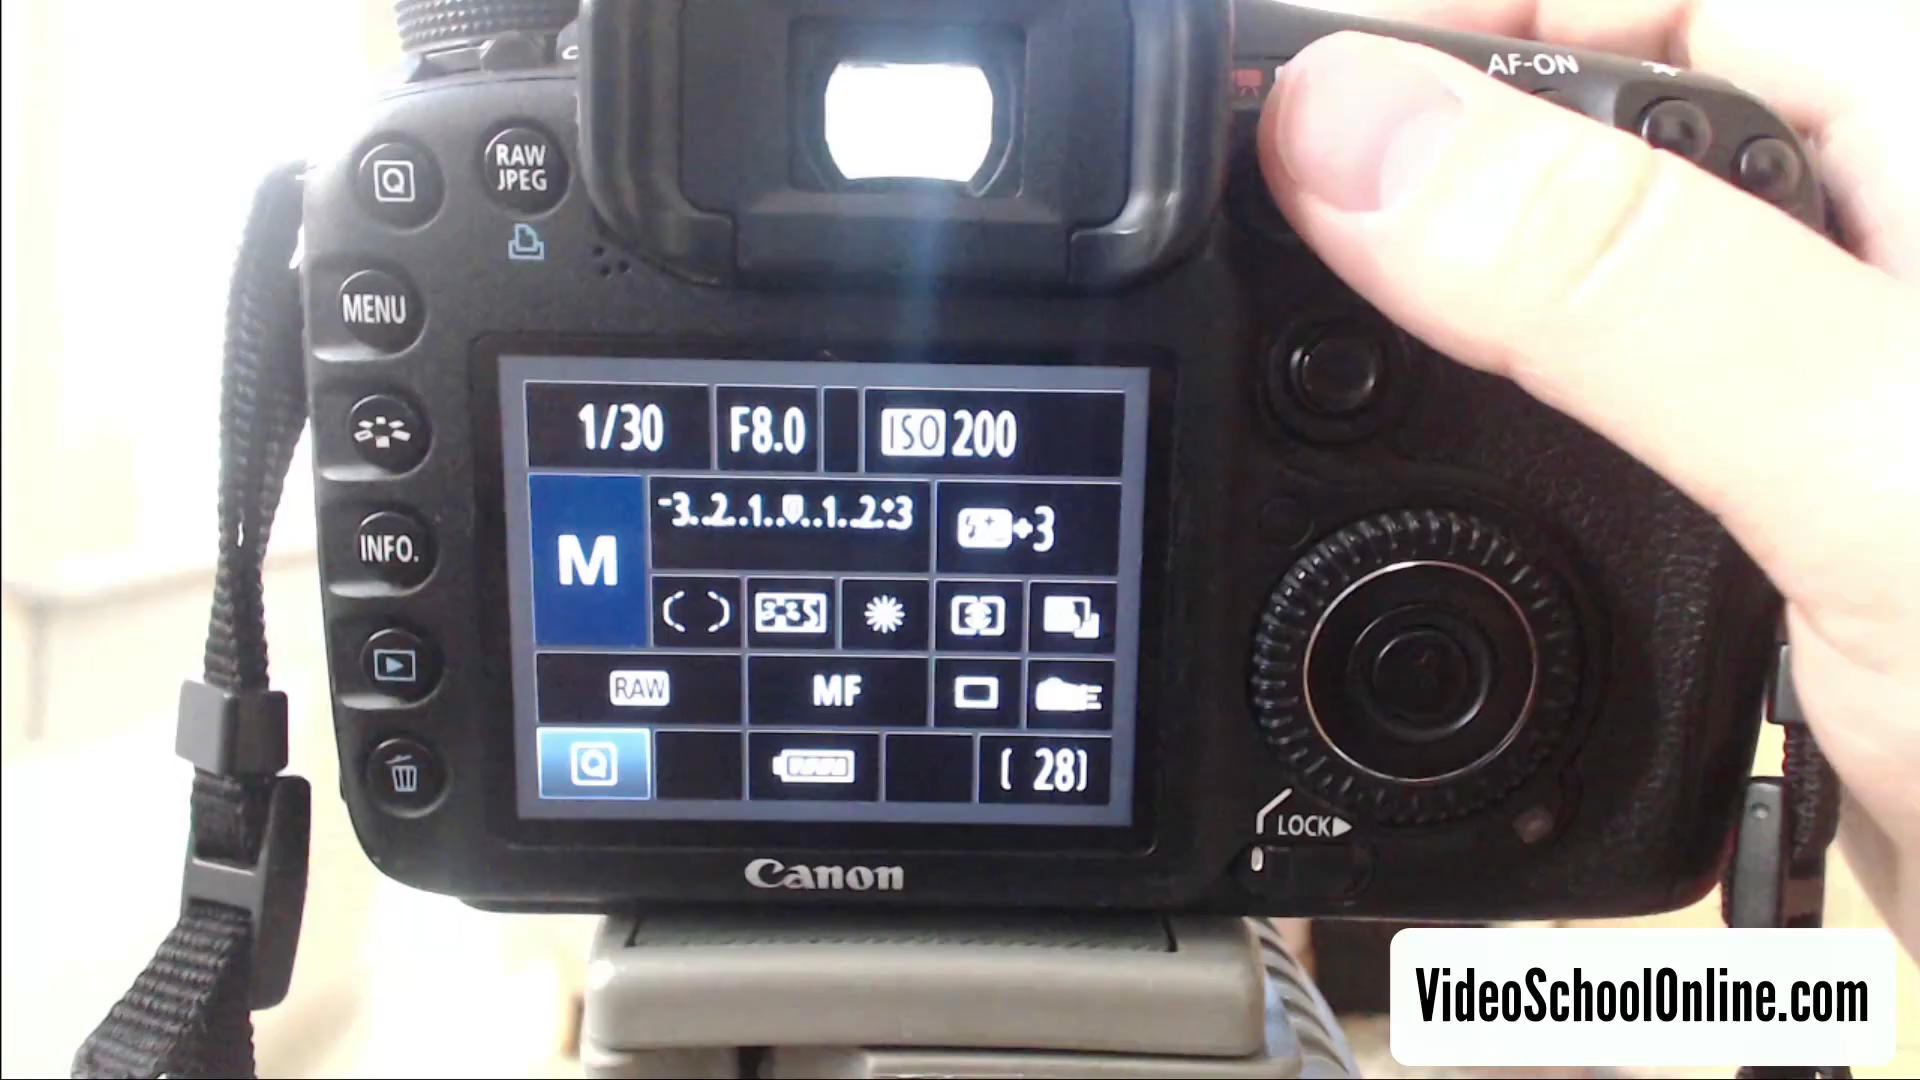 AF-ON
Q
RAW
JPEG
MENU
INFO.
1/30 F8.0 ISO 200
M -3..2..1..0..1..2.:+3 +3
S
RAW MF
Q [ 28]
LOCK
Canon
VideoSchoolOnline.com